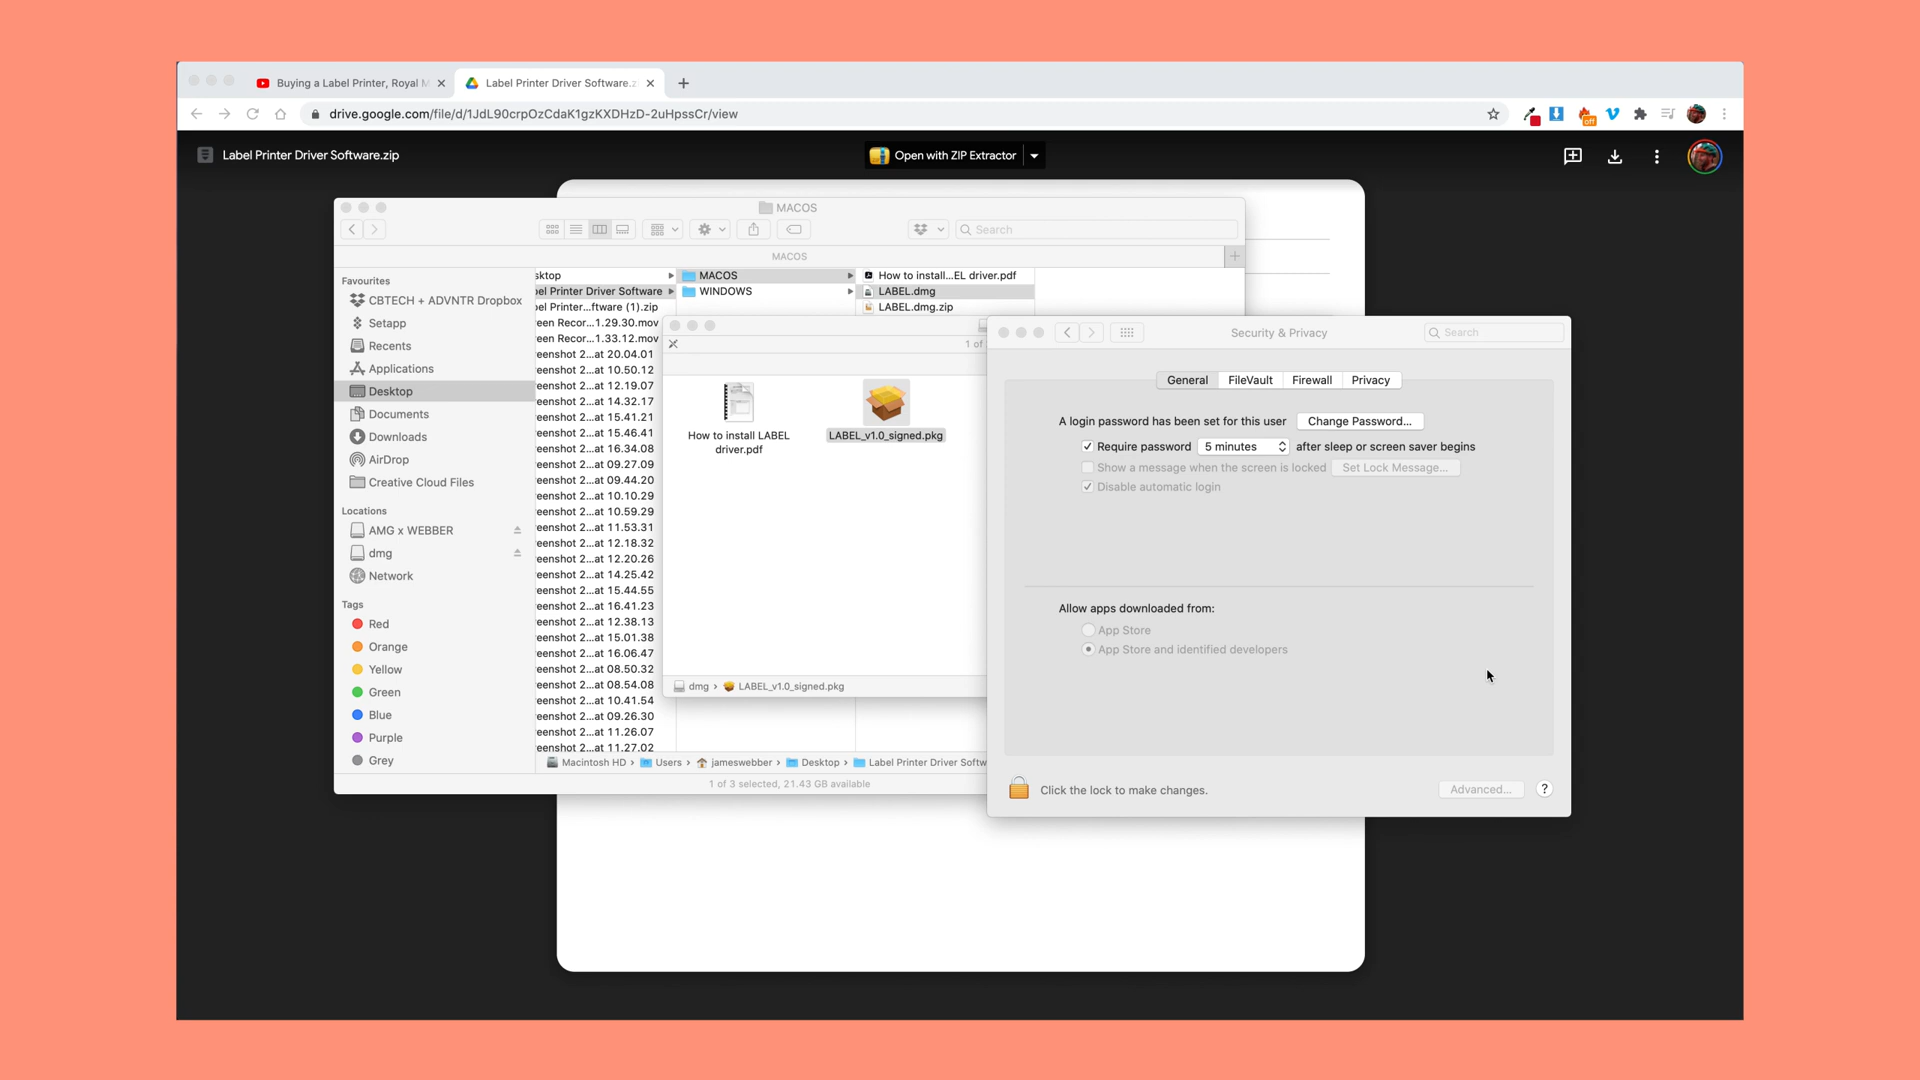 Buying a Label Printer, Royal M
Label Printer Driver Software.z
drive.google.com/file/d/1JdL90crpOzCdaK1gzKXDHzD-2uHpssCr/view
off
Label Printer Driver Software.zip
Open with ZIP Extractor
MACOS
Search
MACOS
Favourites
CBTECH + ADVNTR Dropbox
Setapp
Recents
Applications
Desktop
Documents
Downloads
AirDrop
Creative Cloud Files
Locations
AMG x WEBBER
dmg
Network
Tags
Red
Orange
Yellow
Green
Blue
Purple
Grey
sktop
bel Printer Driver Software
bel Printer...ftware (1).zip
reen Recor...1.29.30.mov
reen Recor...1.33.12.mov
eenshot 2...at 20.04.01
eenshot 2...at 10.50.12
eenshot 2...at 12.19.07
eenshot 2...at 14.32.17
eenshot 2...at 15.41.21
eenshot 2...at 15.46.41
eenshot 2...at 16.34.08
eenshot 2...at 09.27.09
eenshot 2...at 09.44.20
eenshot 2...at 10.10.29
eenshot 2...at 10.59.29
eenshot 2...at 11.53.31
eenshot 2...at 12.18.32
eenshot 2...at 12.20.26
eenshot 2...at 14.25.42
eenshot 2...at 15.44.55
eenshot 2...at 16.41.23
eenshot 2...at 12.38.13
eenshot 2...at 15.01.38
eenshot 2...at 16.06.47
eenshot 2...at 08.50.32
eenshot 2...at 08.54.08
eenshot 2...at 10.41.54
eenshot 2...at 09.26.30
eenshot 2...at 11.26.07
eenshot 2...at 11.27.02
MACOS
WINDOWS
How to install...EL driver.pdf
LABEL.dmg
LABEL.dmg.zip
1 of
How to install LABEL
driver.pdf
LABEL_v1.0_signed.pkg
dmg › LABEL_v1.0_signed.pkg
Macintosh HD › Users › jameswebber › Desktop › Label Printer Driver Softw
1 of 3 selected, 21.43 GB available
Security & Privacy
Search
General
FileVault
Firewall
Privacy
A login password has been set for this user
Change Password...
Require password 5 minutes after sleep or screen saver begins
Show a message when the screen is locked
Set Lock Message...
Disable automatic login
Allow apps downloaded from:
App Store
App Store and identified developers
Click the lock to make changes.
Advanced...
?